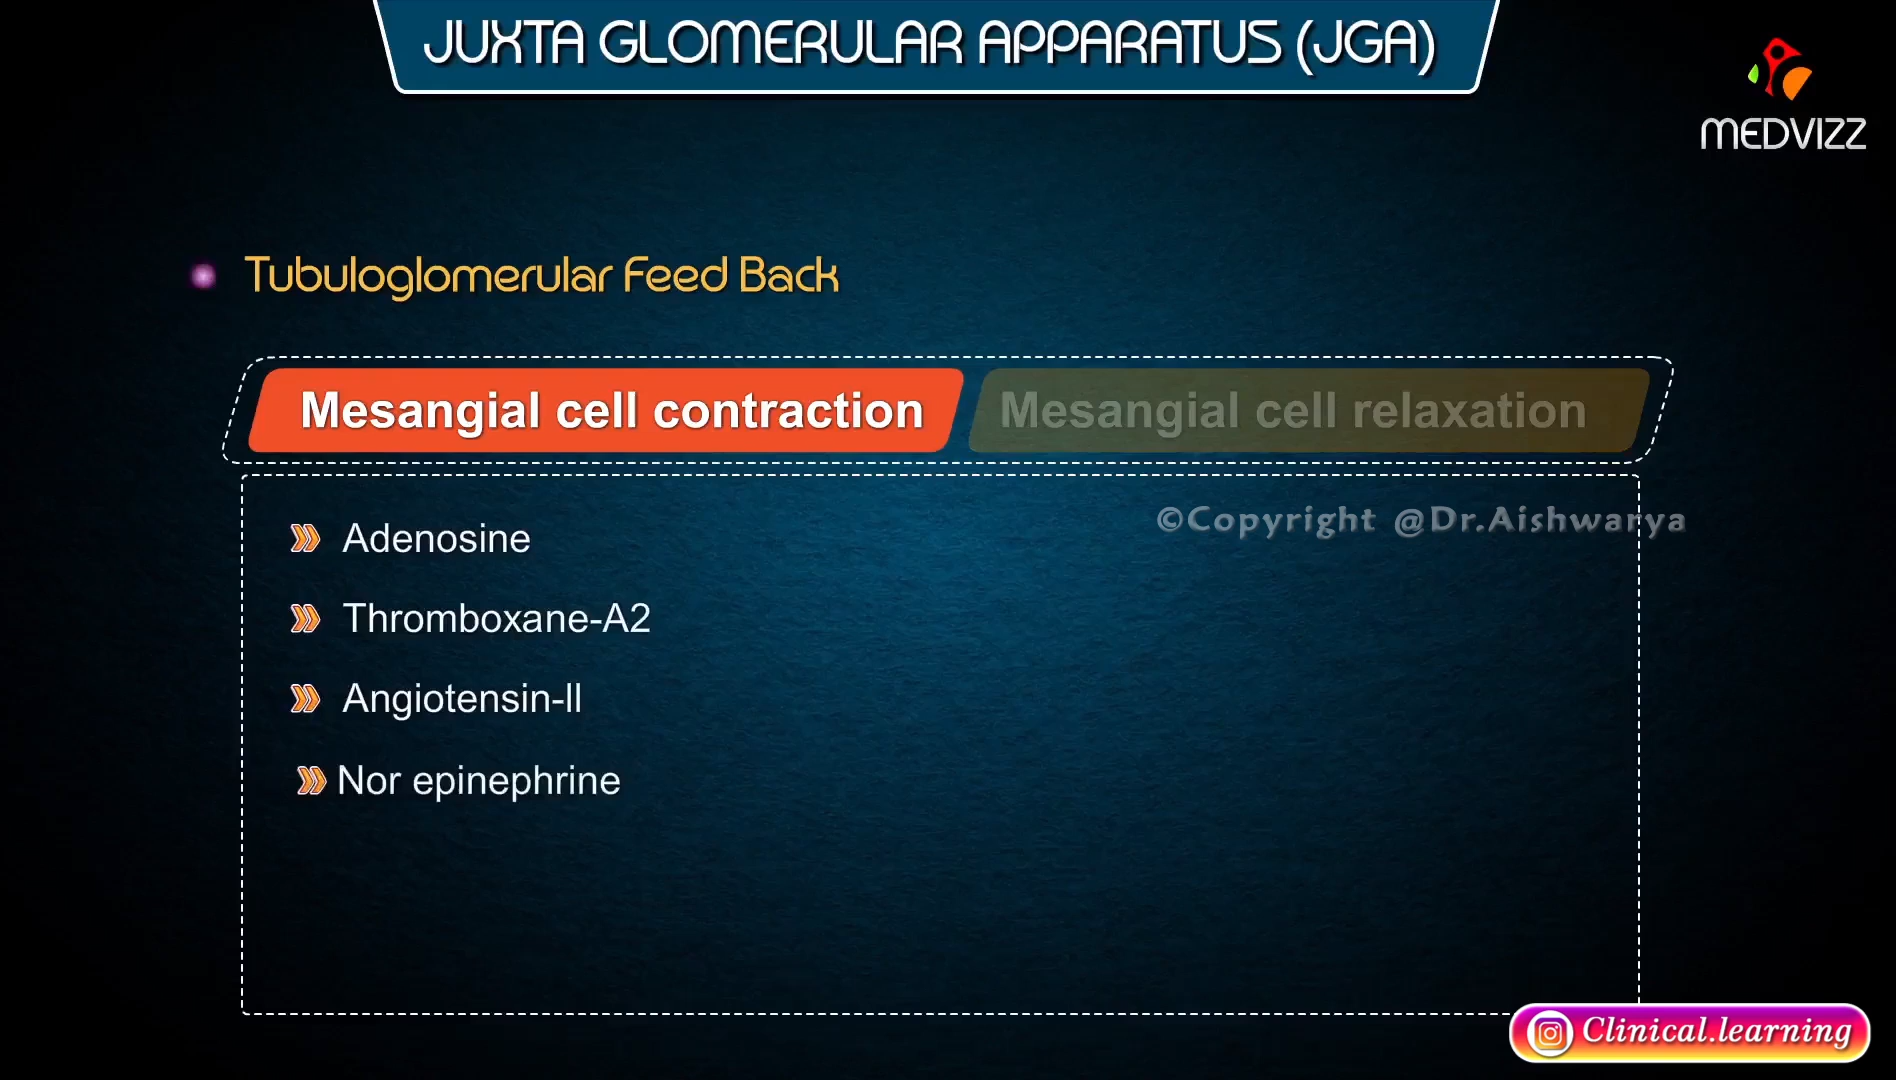 JUXTA GLOMERULAR APPARATUS (JGA)
MEDVIZZ
Tubuloglomerular Feed Back
Mesangial cell contraction
Mesangial cell relaxation
©Copyright @Dr.Aishwarya
Adenosine
Thromboxane-A2
Angiotensin-II
Nor epinephrine
Clinical.learning